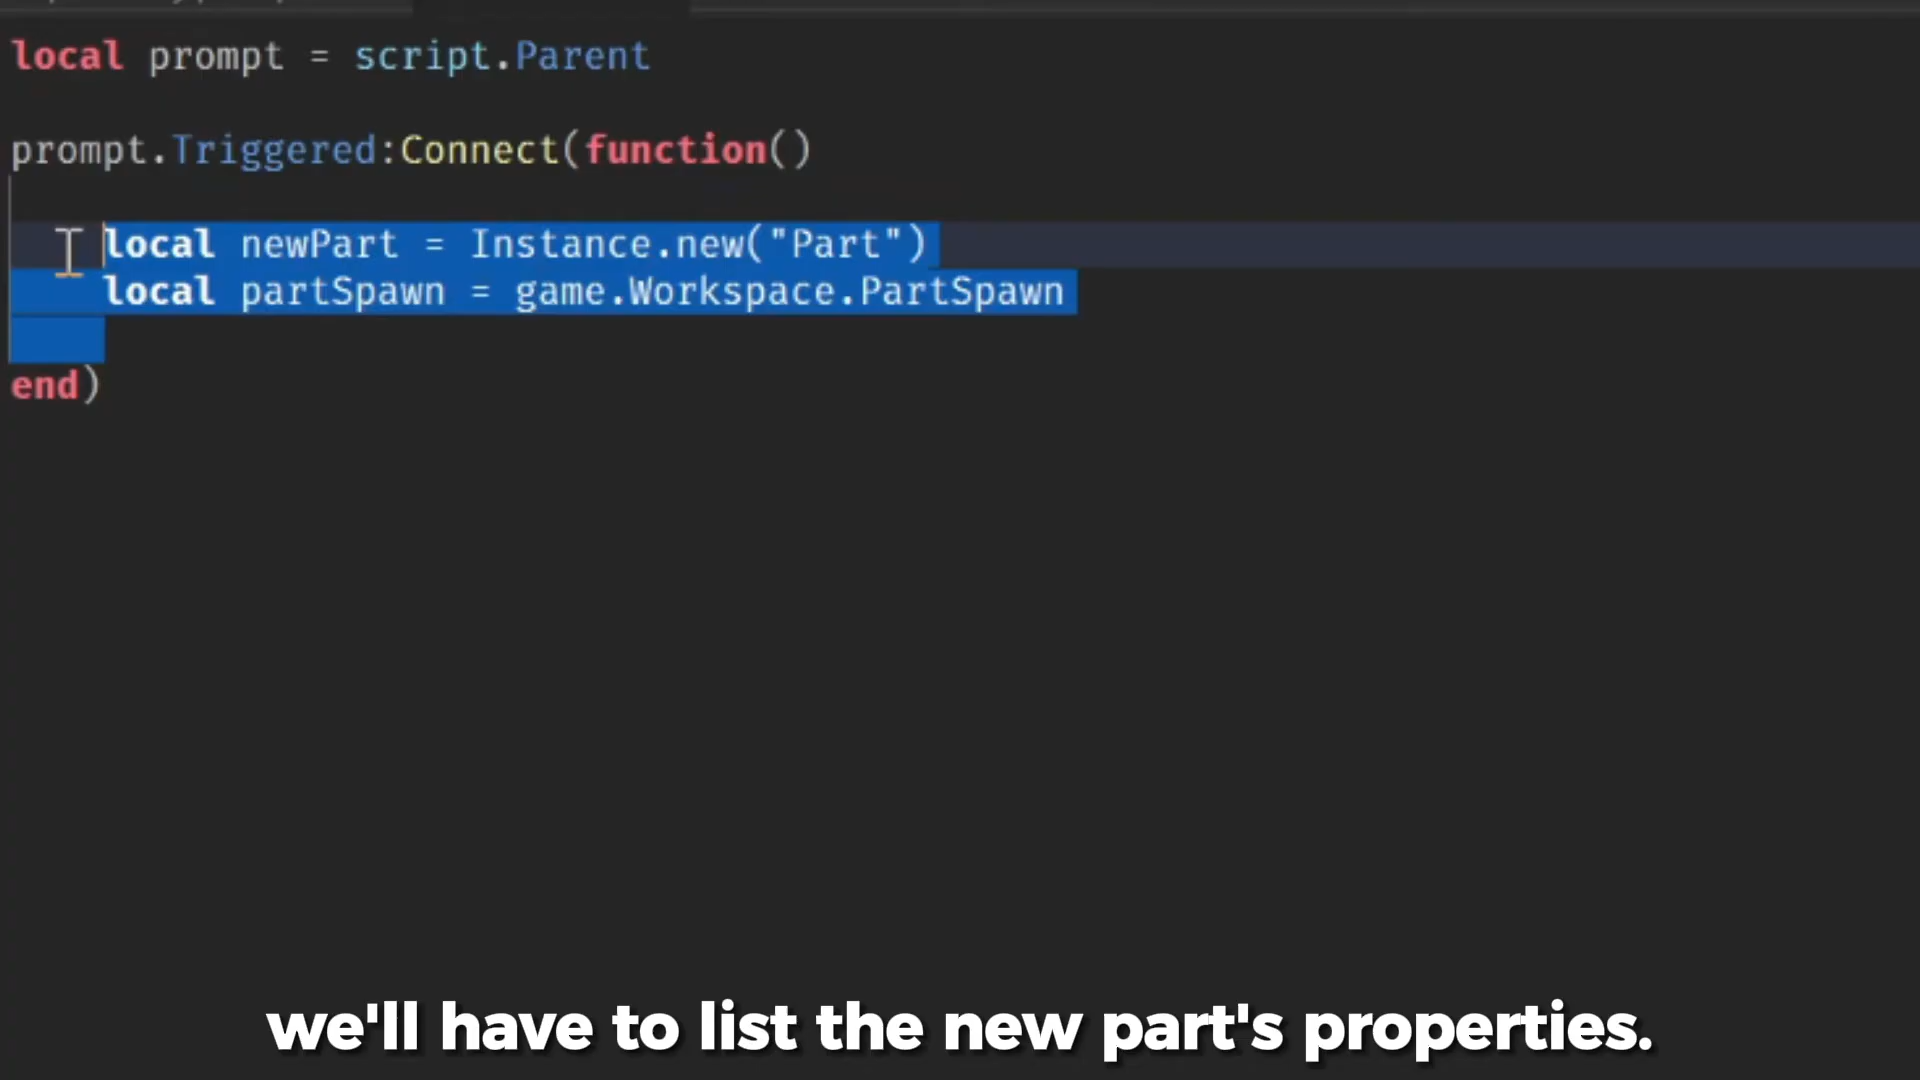 local prompt = script.Parent
prompt.Triggered:Connect(function()
local newPart = Instance.new("Part")
local partSpawn = game.Workspace.PartSpawn
end)
we'll have to list the new part's properties.